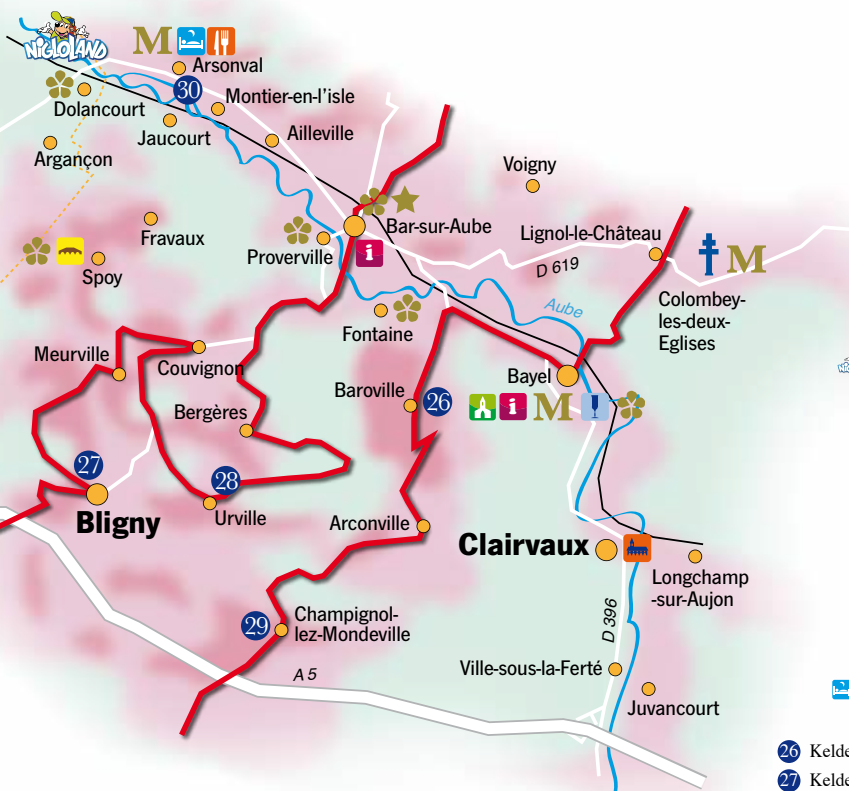 NIGLOLAND
M
Arsonval
30
Montier-en-l'isle
Dolancourt
Jaucourt
Ailleville
Argançon
Voigny
Fravaux
Bar-sur-Aube
Lignol-le-Château
Proverville
i
D 619
M
Spoy
Colombey-
les-deux-
Eglises
Aube
Fontaine
Meurville
Couvignon
Bayel
Baroville
26
i
M
Bergères
27
28
Bligny
Urville
Arconville
Clairvaux
Longchamp
-sur-Aujon
29
Champignol-
lez-Mondeville
D 396
Ville-sous-la-Ferté
A 5
Juvancourt
26 Kelde
27 Kelde